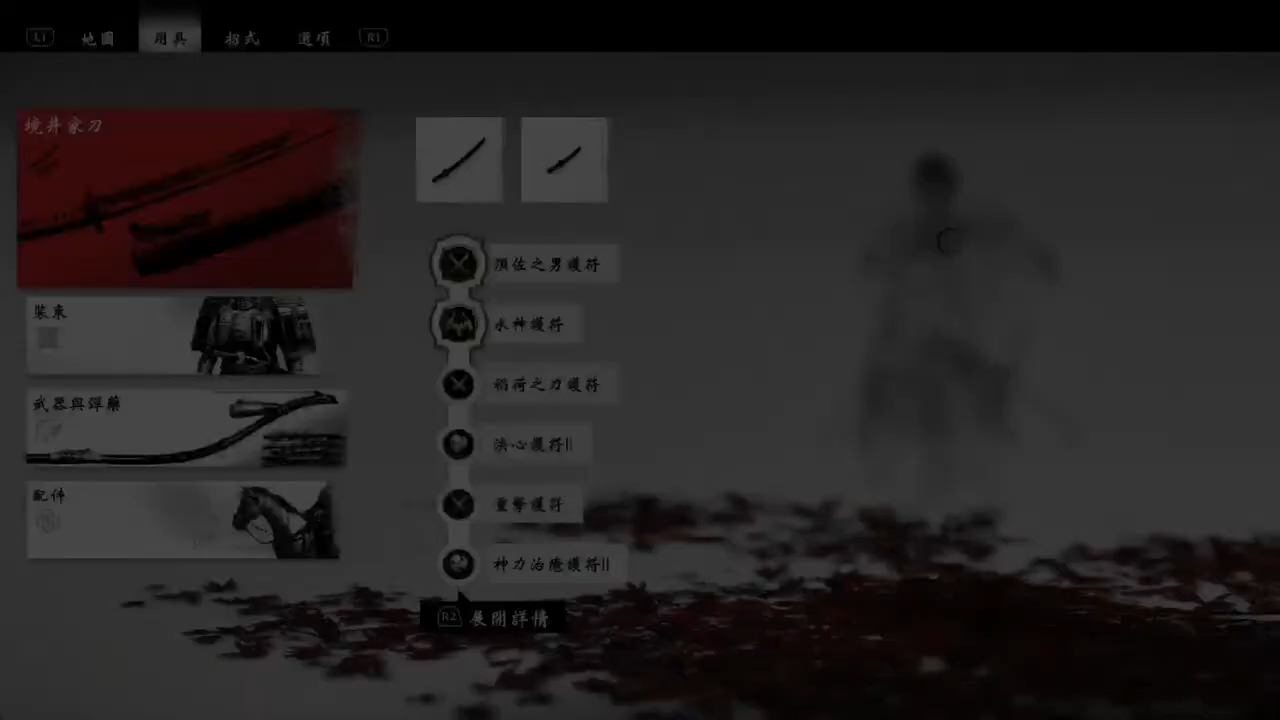 L1 地圖 用具 招式 選項 R1
境井家刀
裝束
武器與彈藥
配件
須佐之男護符
水神護符
稻荷之力護符
決心護符II
重擊護符
神力治癒護符II
R2 展開詳情